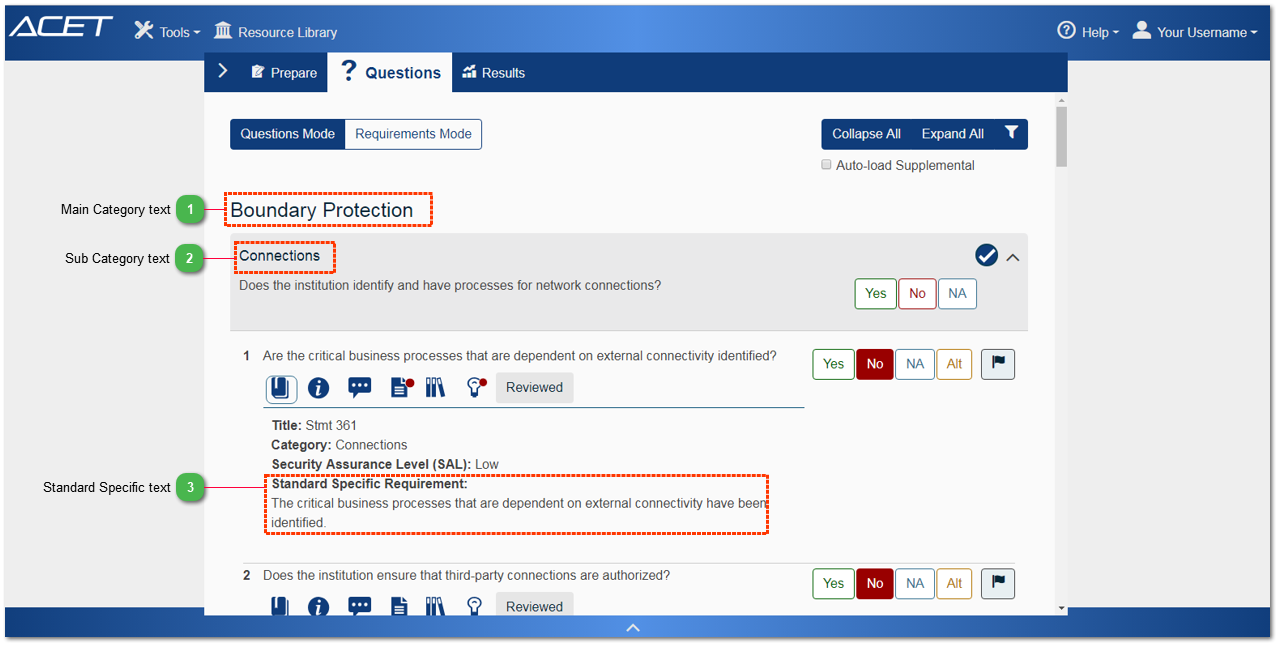 ACET Tools Resource Library ? Help Your Username
Prepare ? Questions Results
Questions Mode Requirements Mode Collapse All Expand All
Auto-load Supplemental
Main Category text 1 Boundary Protection
Sub Category text 2 Connections
Does the institution identify and have processes for network connections?
Yes No NA
1 Are the critical business processes that are dependent on external connectivity identified?
Yes No NA Alt
Reviewed
Title: Stmt 361
Category: Connections
Security Assurance Level (SAL): Low
Standard Specific text 3 Standard Specific Requirement:
The critical business processes that are dependent on external connectivity have been
identified.
2 Does the institution ensure that third-party connections are authorized?
Yes No NA Alt
Reviewed